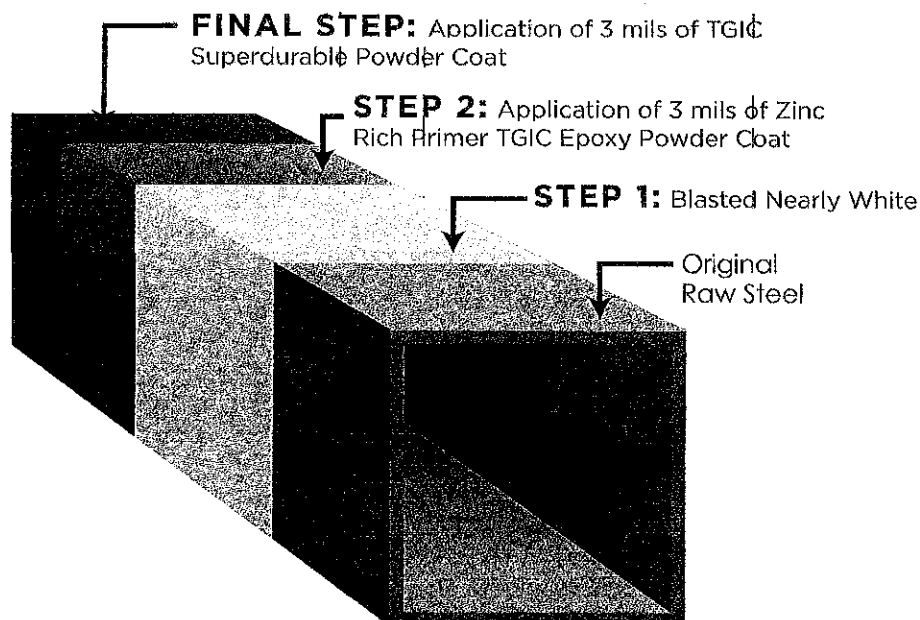 FINAL STEP: Application of 3 mils of TGIC
Superdurable Powder Coat
STEP 2: Application of 3 mils of Zinc
Rich Primer TGIC Epoxy Powder Coat
STEP 1: Blasted Nearly White
Original
Raw Steel